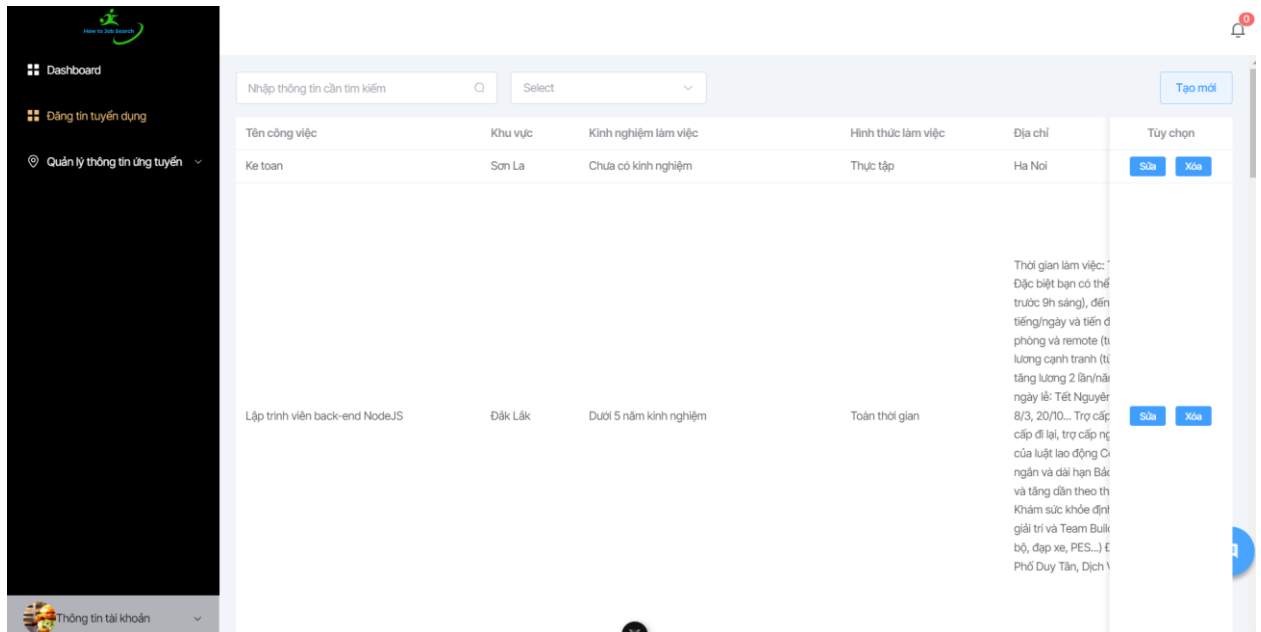 How to Job Search
0
Dashboard
Đăng tin tuyển dụng
Quản lý thông tin ứng tuyển
Nhập thông tin cần tìm kiếm
Select
Tạo mới
Tên công việc Khu vực Kinh nghiệm làm việc Hình thức làm việc Địa chỉ Tùy chọn
Ke toan Sơn La Chưa có kinh nghiệm Thực tập Ha Noi Sửa Xóa
Thời gian làm việc:
Đặc biệt bạn có thể
trước 9h sáng), đến
tiếng/ngày và tiến
phòng và remote
lương cạnh tranh
tăng lương 2 lần/năm
ngày lễ: Tết Nguyên
Lập trình viên back-end NodeJS Đắk Lắk Dưới 5 năm kinh nghiệm Toàn thời gian 8/3, 20/10... Trợ cấp Sửa Xóa
cấp đi lại, trợ cấp
của luật lao động
ngắn và dài hạn
và tăng dần theo
Khám sức khỏe
giải trí và Team
bộ, đạp xe, PES...)
Phố Duy Tân, Dịch
Thông tin tài khoản